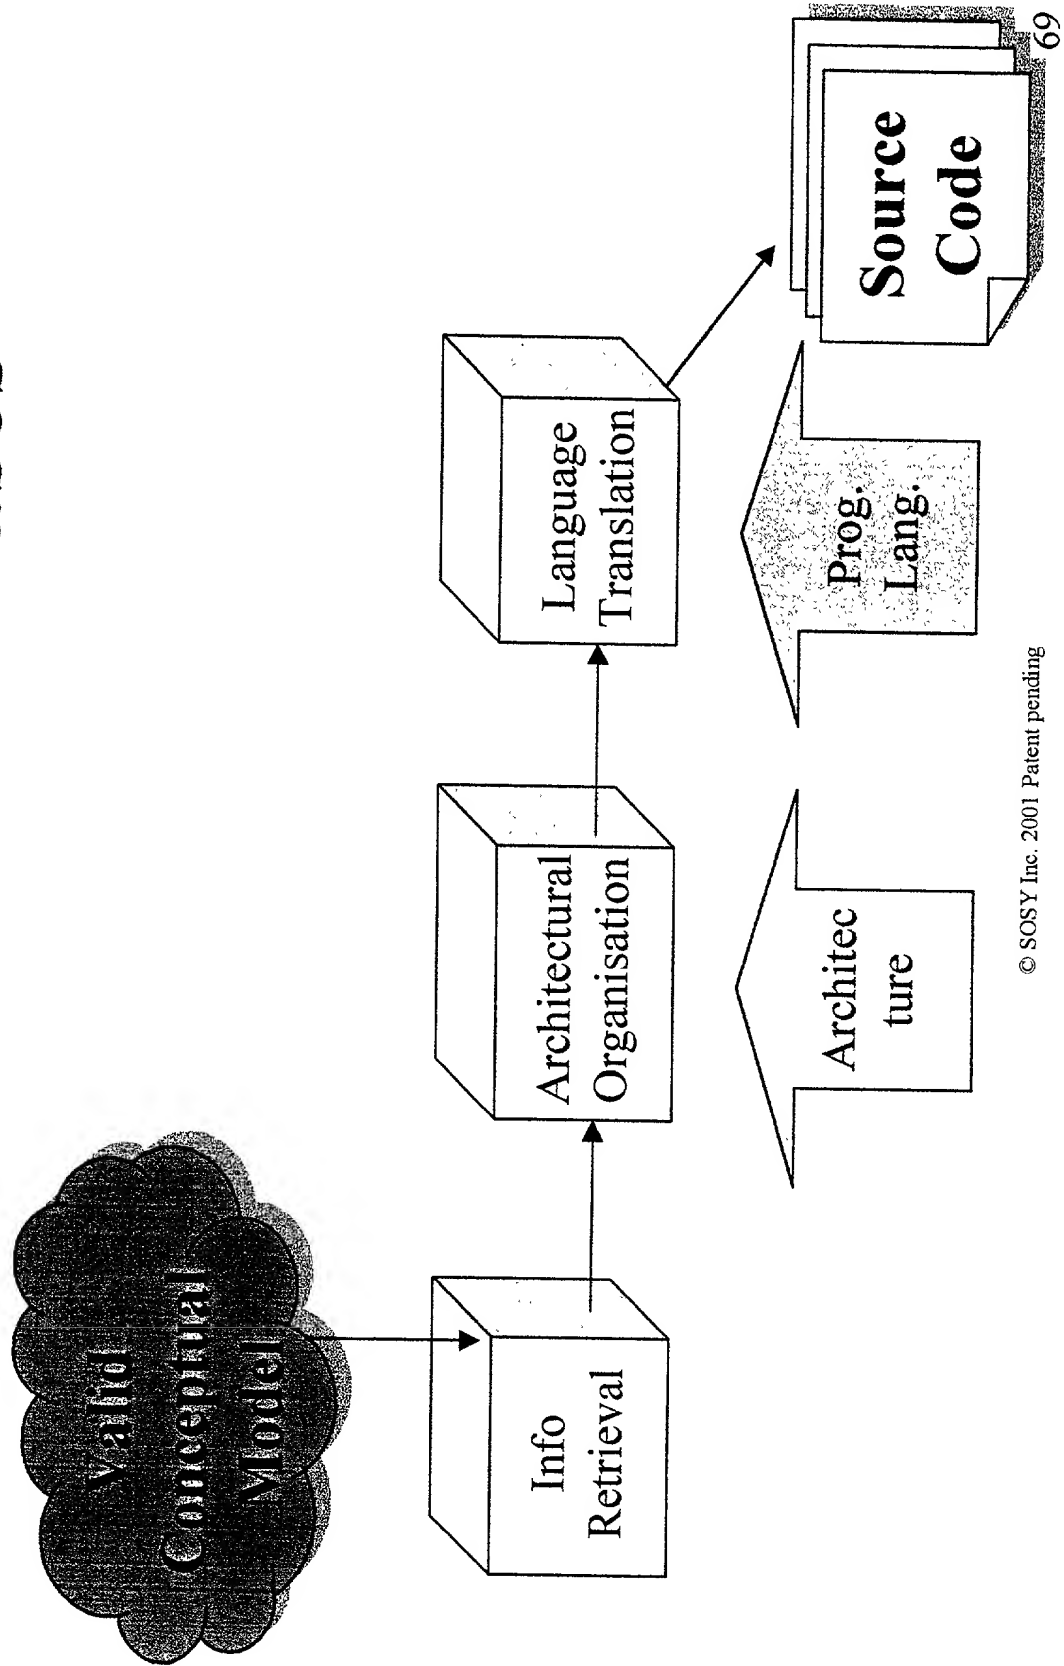 Valid
Conceptual
Model
Info
Retrieval
Architectural
Organisation
Language
Translation
Architec
ture
Prog.
Lang.
Source
Code
© SOSY Inc. 2001 Patent pending
69